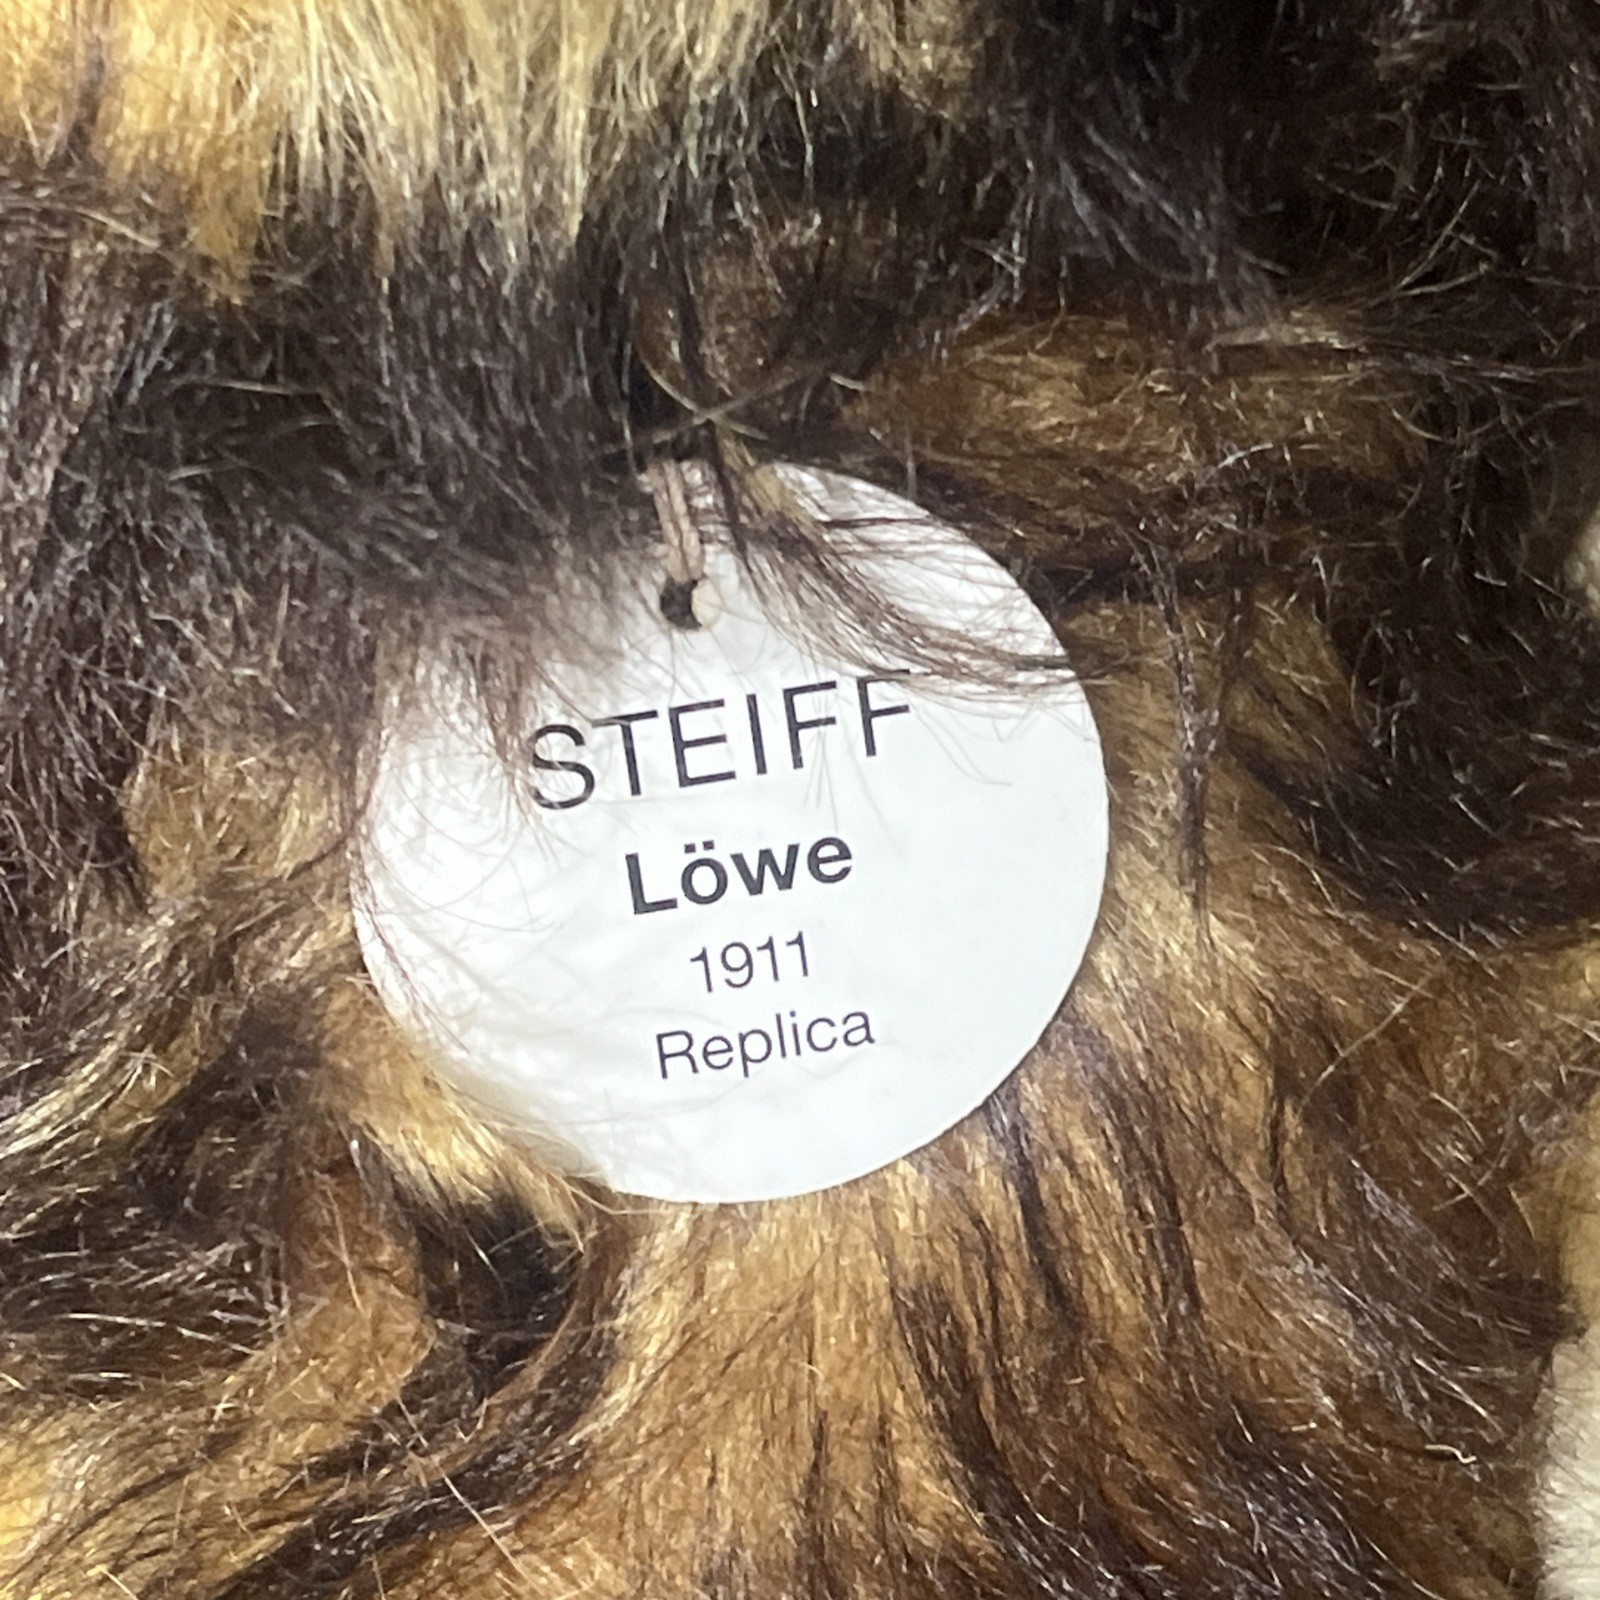 STEIFF
Löwe
1911
Replica